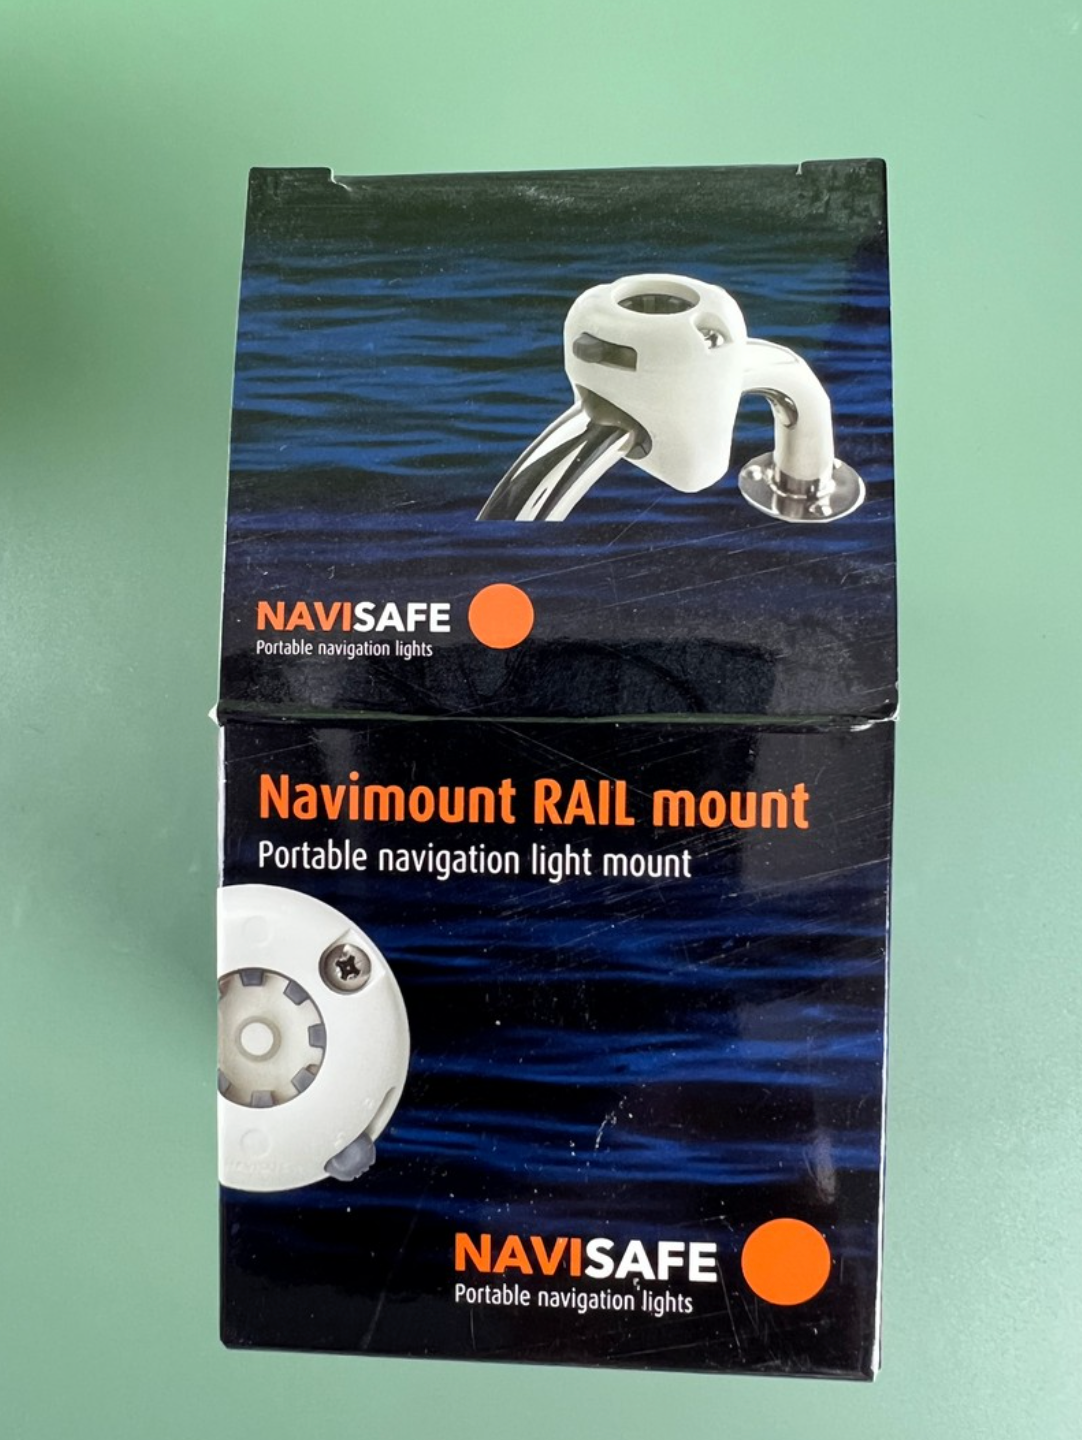 NAVISAFE
Portable navigation lights
Navimount RAIL mount
Portable navigation light mount
NAVISAFE
Portable navigation lights